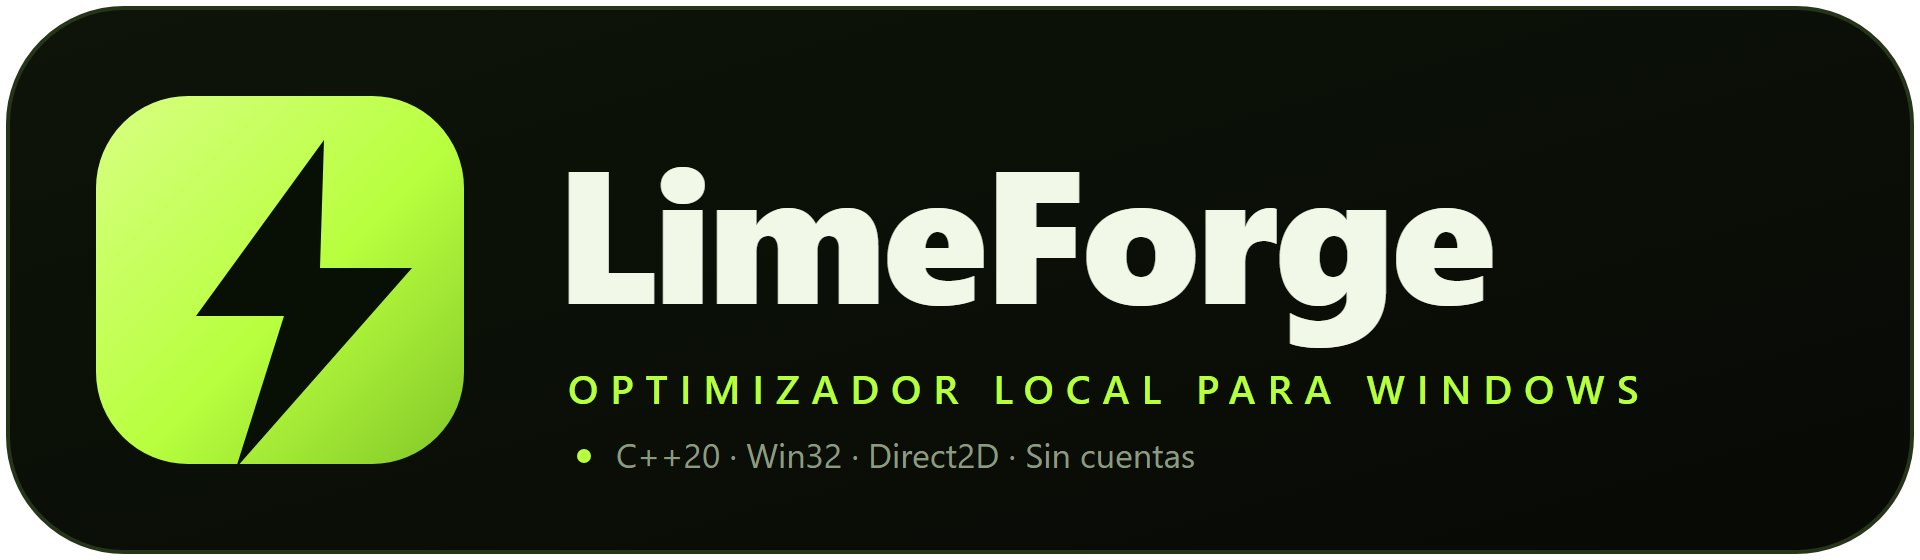 LimeForge
OPTIMIZADOR LOCAL PARA WINDOWS
C++20 · Win32 · Direct2D · Sin cuentas